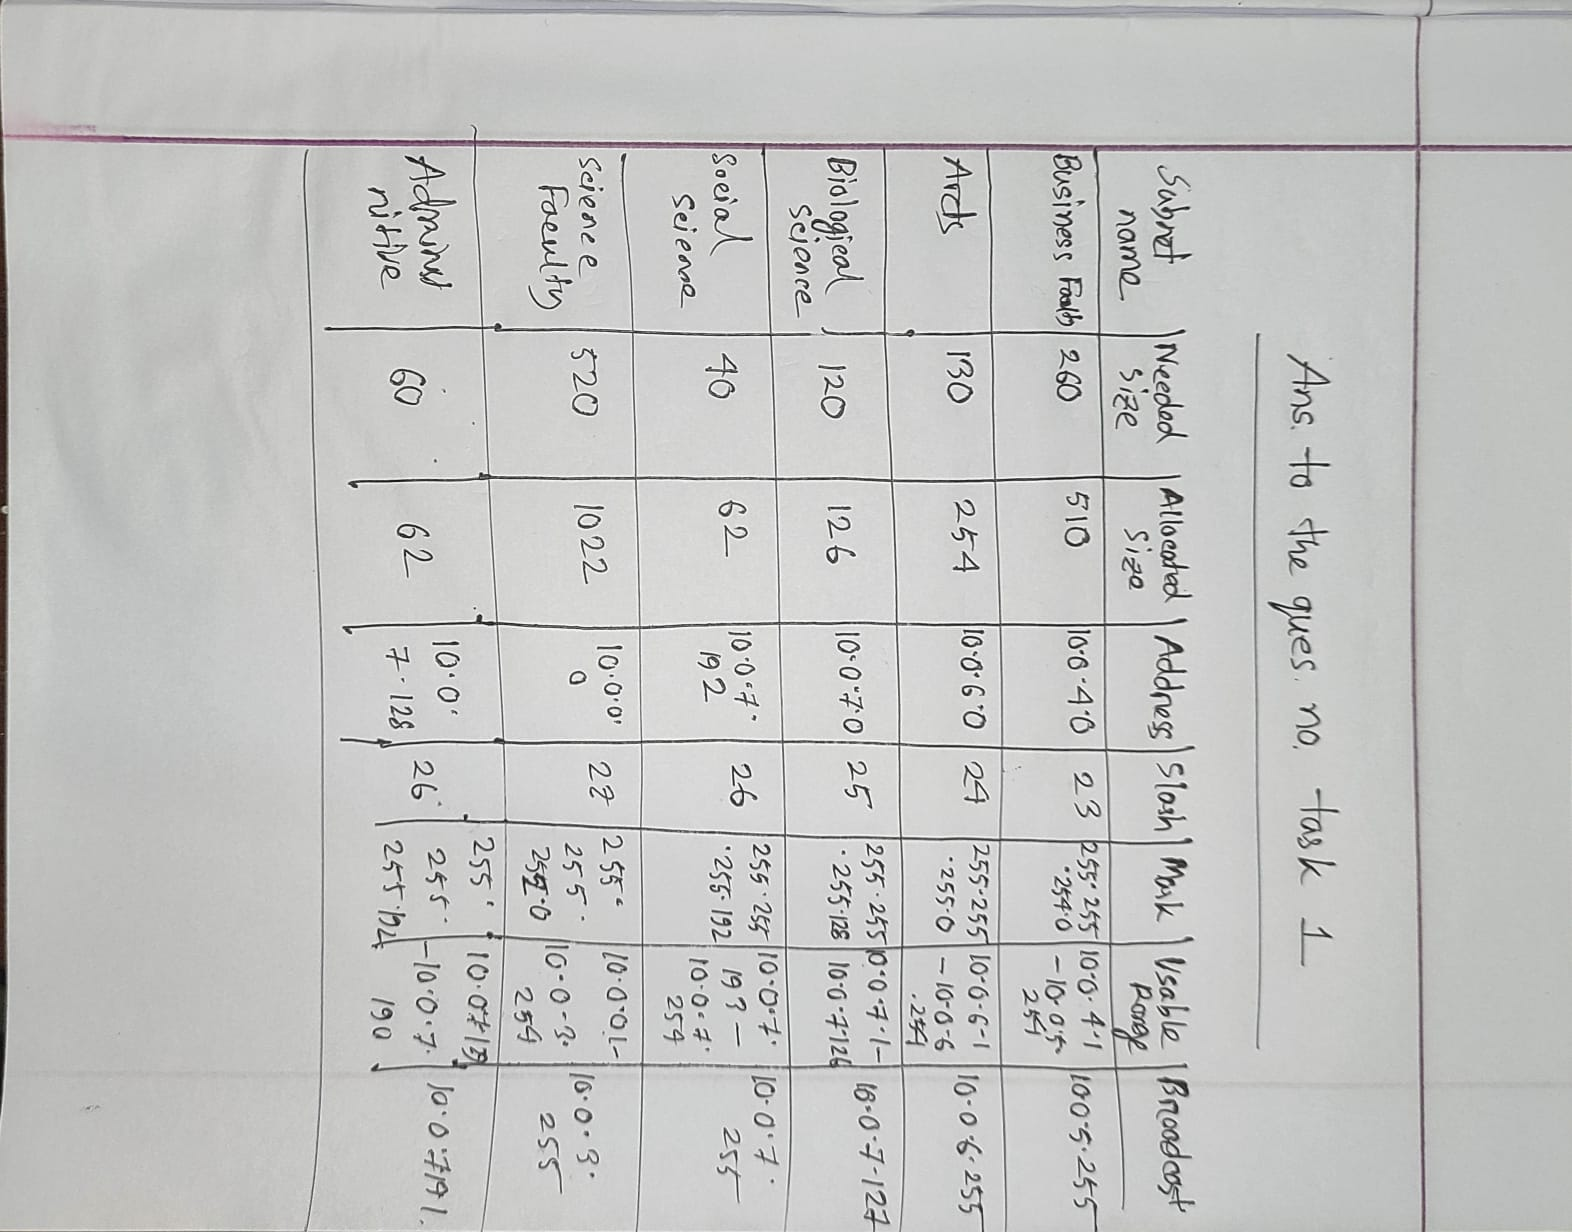 Ans. to the ques. no. task 1
Subnet name | Needed size | Allocated size | Address | Slash | Mask | Usable Range | Broadcast
Business | 260 | 510 | 10.0.4.0 | 23 | 255.255.254.0 | 10.0.4.1 - 10.0.5.254 | 10.0.5.255
Arts | 130 | 254 | 10.0.6.0 | 24 | 255.255.255.0 | 10.0.6.1 - 10.0.6.254 | 10.0.6.255
Biological science | 120 | 126 | 10.0.7.0 | 25 | 255.255.255.128 | 10.0.7.1 - 10.0.7.126 | 10.0.7.127
Social science | 40 | 62 | 10.0.7.192 | 26 | 255.255.255.192 | 10.0.7.193 - 10.0.7.254 | 10.0.7.255
Science Faculty | 520 | 1022 | 10.0.0.0 | 22 | 255.255.252.0 | 10.0.0.1 - 10.0.3.254 | 10.0.3.255
Adminst nitive | 60 | 62 | 10.0.7.128 | 26 | 255.255.255.192 | - 10.0.7.190 | 10.0.7.191.